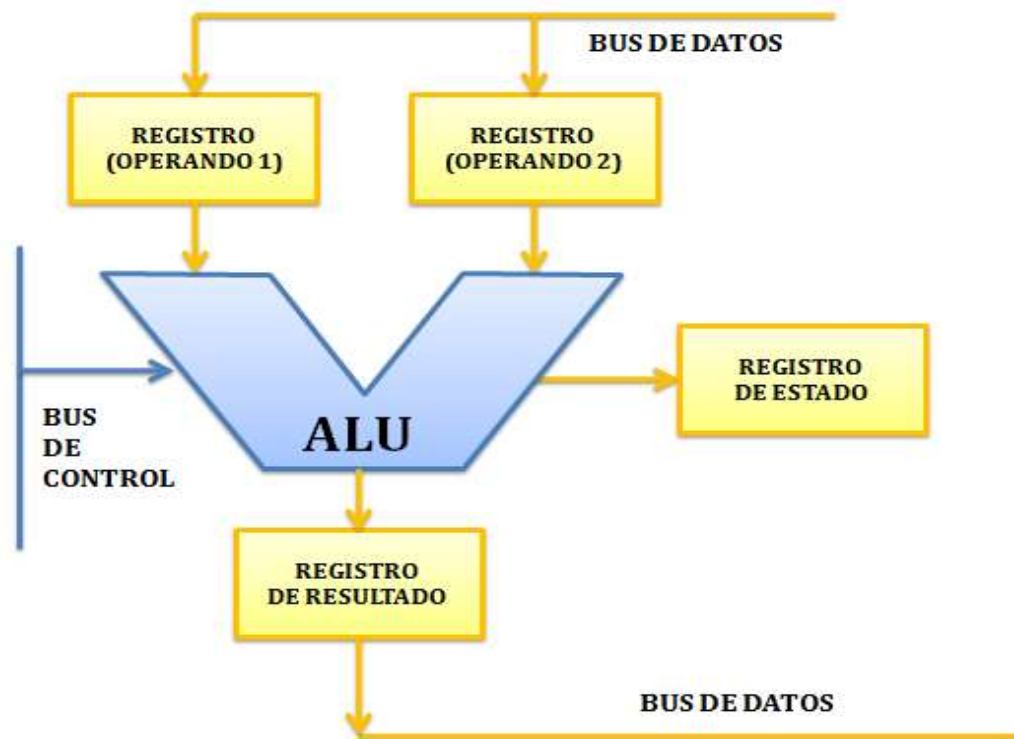 BUS DE DATOS
REGISTRO
(OPERANDO 1)
REGISTRO
(OPERANDO 2)
REGISTRO
DE ESTADO
BUS
DE
CONTROL
ALU
REGISTRO
DE RESULTADO
BUS DE DATOS